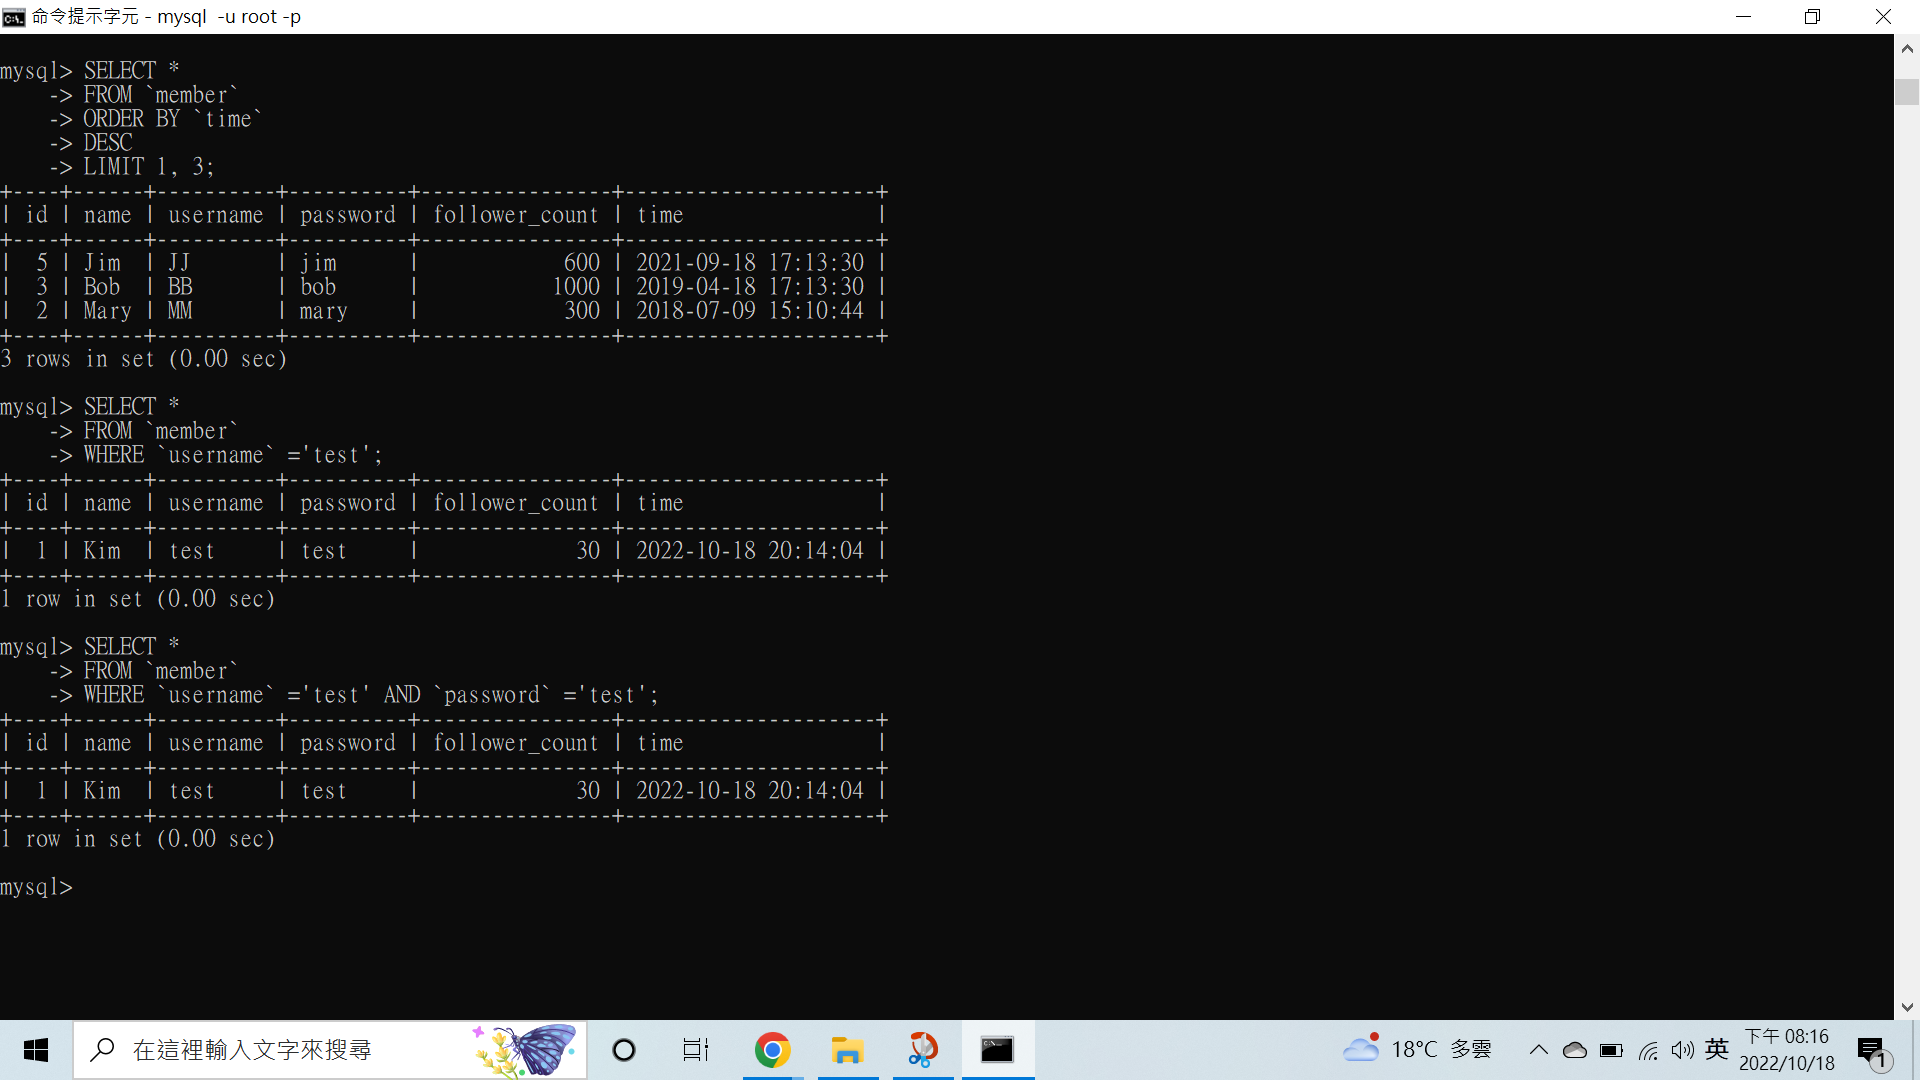 命令提示字元 - mysql  -u root -p
mysql> SELECT *
    -> FROM `member`
    -> ORDER BY `time`
    -> DESC
    -> LIMIT 1, 3;
+----+------+----------+----------+----------------+---------------------+
| id | name | username | password | follower_count | time                |
+----+------+----------+----------+----------------+---------------------+
|  5 | Jim  | JJ       | jim      |            600 | 2021-09-18 17:13:30 |
|  3 | Bob  | BB       | bob      |           1000 | 2019-04-18 17:13:30 |
|  2 | Mary | MM       | mary     |            300 | 2018-07-09 15:10:44 |
+----+------+----------+----------+----------------+---------------------+
3 rows in set (0.00 sec)
mysql> SELECT *
    -> FROM `member`
    -> WHERE `username` ='test';
+----+------+----------+----------+----------------+---------------------+
| id | name | username | password | follower_count | time                |
+----+------+----------+----------+----------------+---------------------+
|  1 | Kim  | test     | test     |             30 | 2022-10-18 20:14:04 |
+----+------+----------+----------+----------------+---------------------+
1 row in set (0.00 sec)
mysql> SELECT *
    -> FROM `member`
    -> WHERE `username` ='test' AND `password` ='test';
+----+------+----------+----------+----------------+---------------------+
| id | name | username | password | follower_count | time                |
+----+------+----------+----------+----------------+---------------------+
|  1 | Kim  | test     | test     |             30 | 2022-10-18 20:14:04 |
+----+------+----------+----------+----------------+---------------------+
1 row in set (0.00 sec)
mysql>
在這裡輸入文字來搜尋
18°C 多雲
英
下午 08:16
2022/10/18
1